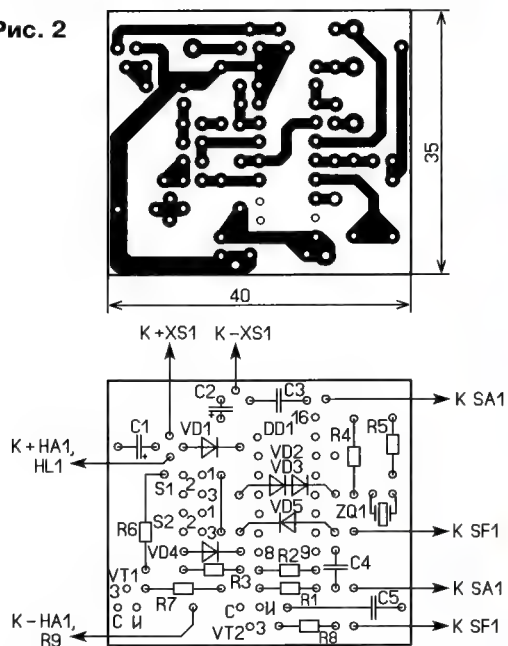 Рис. 2
35
40
К+XS1
К−XS1
C2
C3
К SA1
C1
VD1
DD1
16
К+HA1,
HL1
VD2
VD3
R4
R5
S1
1
2
3
VD5
ZQ1
R6
S2
1
2
2
3
К SF1
VD4
8
R2
9
C4
VT1
R3
З
R7
С
И
R1
C5
К SA1
С
И
К−HA1,
R9
VT2
З
R8
К SF1